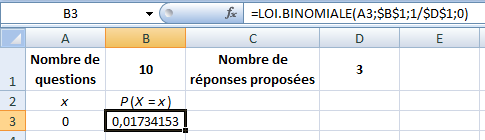 B3 fx =LOI.BINOMIALE(A3;$B$1;1/$D$1;0)
A B C D E
1 Nombre de questions 10 Nombre de réponses proposées 3
2 x P(X = x)
3 0 0,01734153